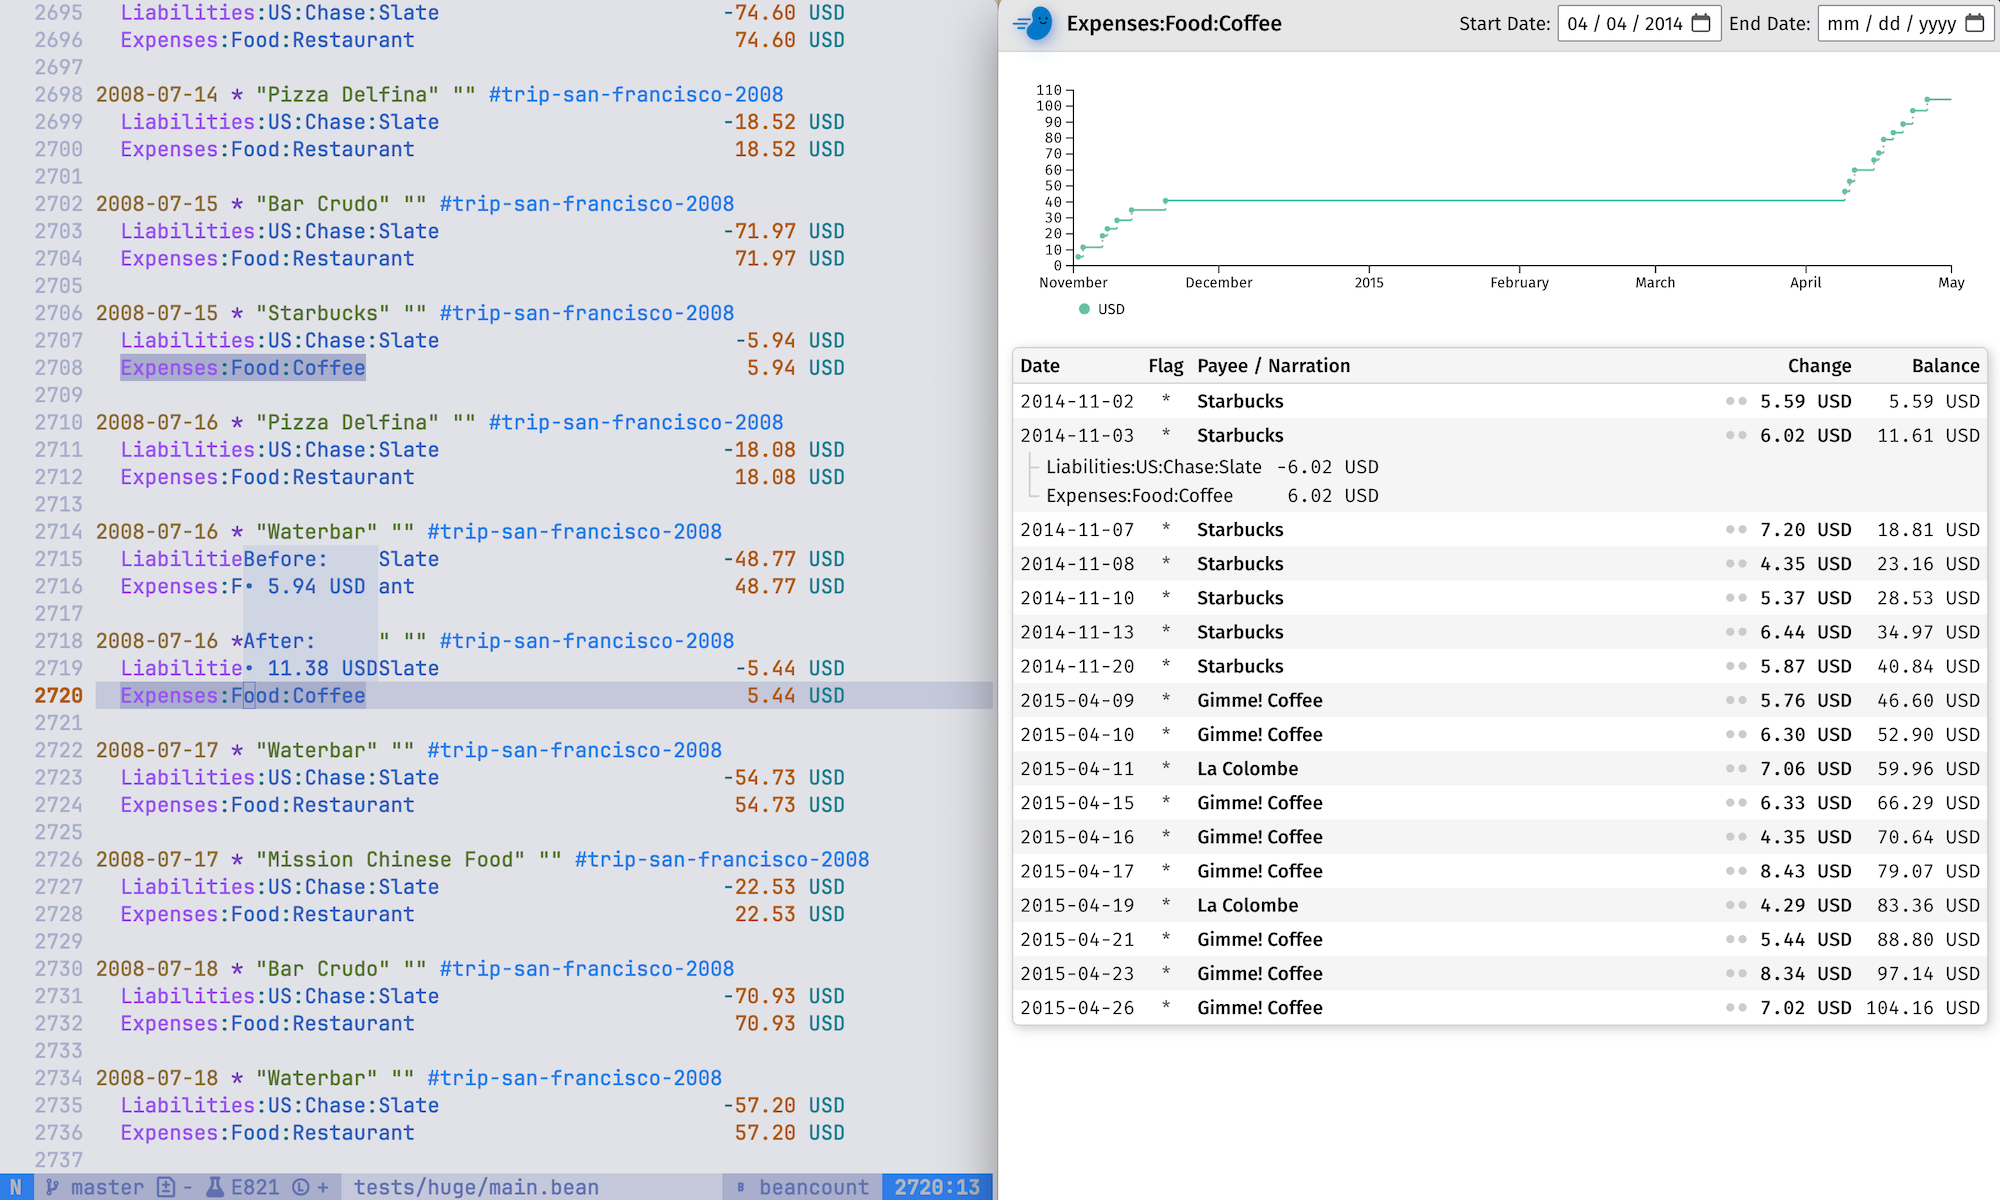 2695 Liabilities:US:Chase:Slate -74.60 USD
2696 Expenses:Food:Restaurant 74.60 USD
2697
2698 2008-07-14 * "Pizza Delfina" "" #trip-san-francisco-2008
2699 Liabilities:US:Chase:Slate -18.52 USD
2700 Expenses:Food:Restaurant 18.52 USD
2701
2702 2008-07-15 * "Bar Crudo" "" #trip-san-francisco-2008
2703 Liabilities:US:Chase:Slate -71.97 USD
2704 Expenses:Food:Restaurant 71.97 USD
2705
2706 2008-07-15 * "Starbucks" "" #trip-san-francisco-2008
2707 Liabilities:US:Chase:Slate -5.94 USD
2708 Expenses:Food:Coffee 5.94 USD
2709
2710 2008-07-16 * "Pizza Delfina" "" #trip-san-francisco-2008
2711 Liabilities:US:Chase:Slate -18.08 USD
2712 Expenses:Food:Restaurant 18.08 USD
2713
2714 2008-07-16 * "Waterbar" "" #trip-san-francisco-2008
2715 LiabilitieBefore: Slate -48.77 USD
2716 Expenses:F• 5.94 USD ant 48.77 USD
2717
2718 2008-07-16 *After: " "" #trip-san-francisco-2008
2719 Liabilitie• 11.38 USDSlate -5.44 USD
2720 Expenses:Food:Coffee 5.44 USD
2721
2722 2008-07-17 * "Waterbar" "" #trip-san-francisco-2008
2723 Liabilities:US:Chase:Slate -54.73 USD
2724 Expenses:Food:Restaurant 54.73 USD
2725
2726 2008-07-17 * "Mission Chinese Food" "" #trip-san-francisco-2008
2727 Liabilities:US:Chase:Slate -22.53 USD
2728 Expenses:Food:Restaurant 22.53 USD
2729
2730 2008-07-18 * "Bar Crudo" "" #trip-san-francisco-2008
2731 Liabilities:US:Chase:Slate -70.93 USD
2732 Expenses:Food:Restaurant 70.93 USD
2733
2734 2008-07-18 * "Waterbar" "" #trip-san-francisco-2008
2735 Liabilities:US:Chase:Slate -57.20 USD
2736 Expenses:Food:Restaurant 57.20 USD
2737
N master - E821 L + tests/huge/main.bean beancount 2720:13
Expenses:Food:Coffee Start Date: 04 / 04 / 2014 End Date: mm / dd / yyyy
110
100
90
80
70
60
50
40
30
20
10
0
November December 2015 February March April May
USD
Date Flag Payee / Narration Change Balance
2014-11-02 * Starbucks 5.59 USD 5.59 USD
2014-11-03 * Starbucks 6.02 USD 11.61 USD
Liabilities:US:Chase:Slate -6.02 USD
Expenses:Food:Coffee 6.02 USD
2014-11-07 * Starbucks 7.20 USD 18.81 USD
2014-11-08 * Starbucks 4.35 USD 23.16 USD
2014-11-10 * Starbucks 5.37 USD 28.53 USD
2014-11-13 * Starbucks 6.44 USD 34.97 USD
2014-11-20 * Starbucks 5.87 USD 40.84 USD
2015-04-09 * Gimme! Coffee 5.76 USD 46.60 USD
2015-04-10 * Gimme! Coffee 6.30 USD 52.90 USD
2015-04-11 * La Colombe 7.06 USD 59.96 USD
2015-04-15 * Gimme! Coffee 6.33 USD 66.29 USD
2015-04-16 * Gimme! Coffee 4.35 USD 70.64 USD
2015-04-17 * Gimme! Coffee 8.43 USD 79.07 USD
2015-04-19 * La Colombe 4.29 USD 83.36 USD
2015-04-21 * Gimme! Coffee 5.44 USD 88.80 USD
2015-04-23 * Gimme! Coffee 8.34 USD 97.14 USD
2015-04-26 * Gimme! Coffee 7.02 USD 104.16 USD